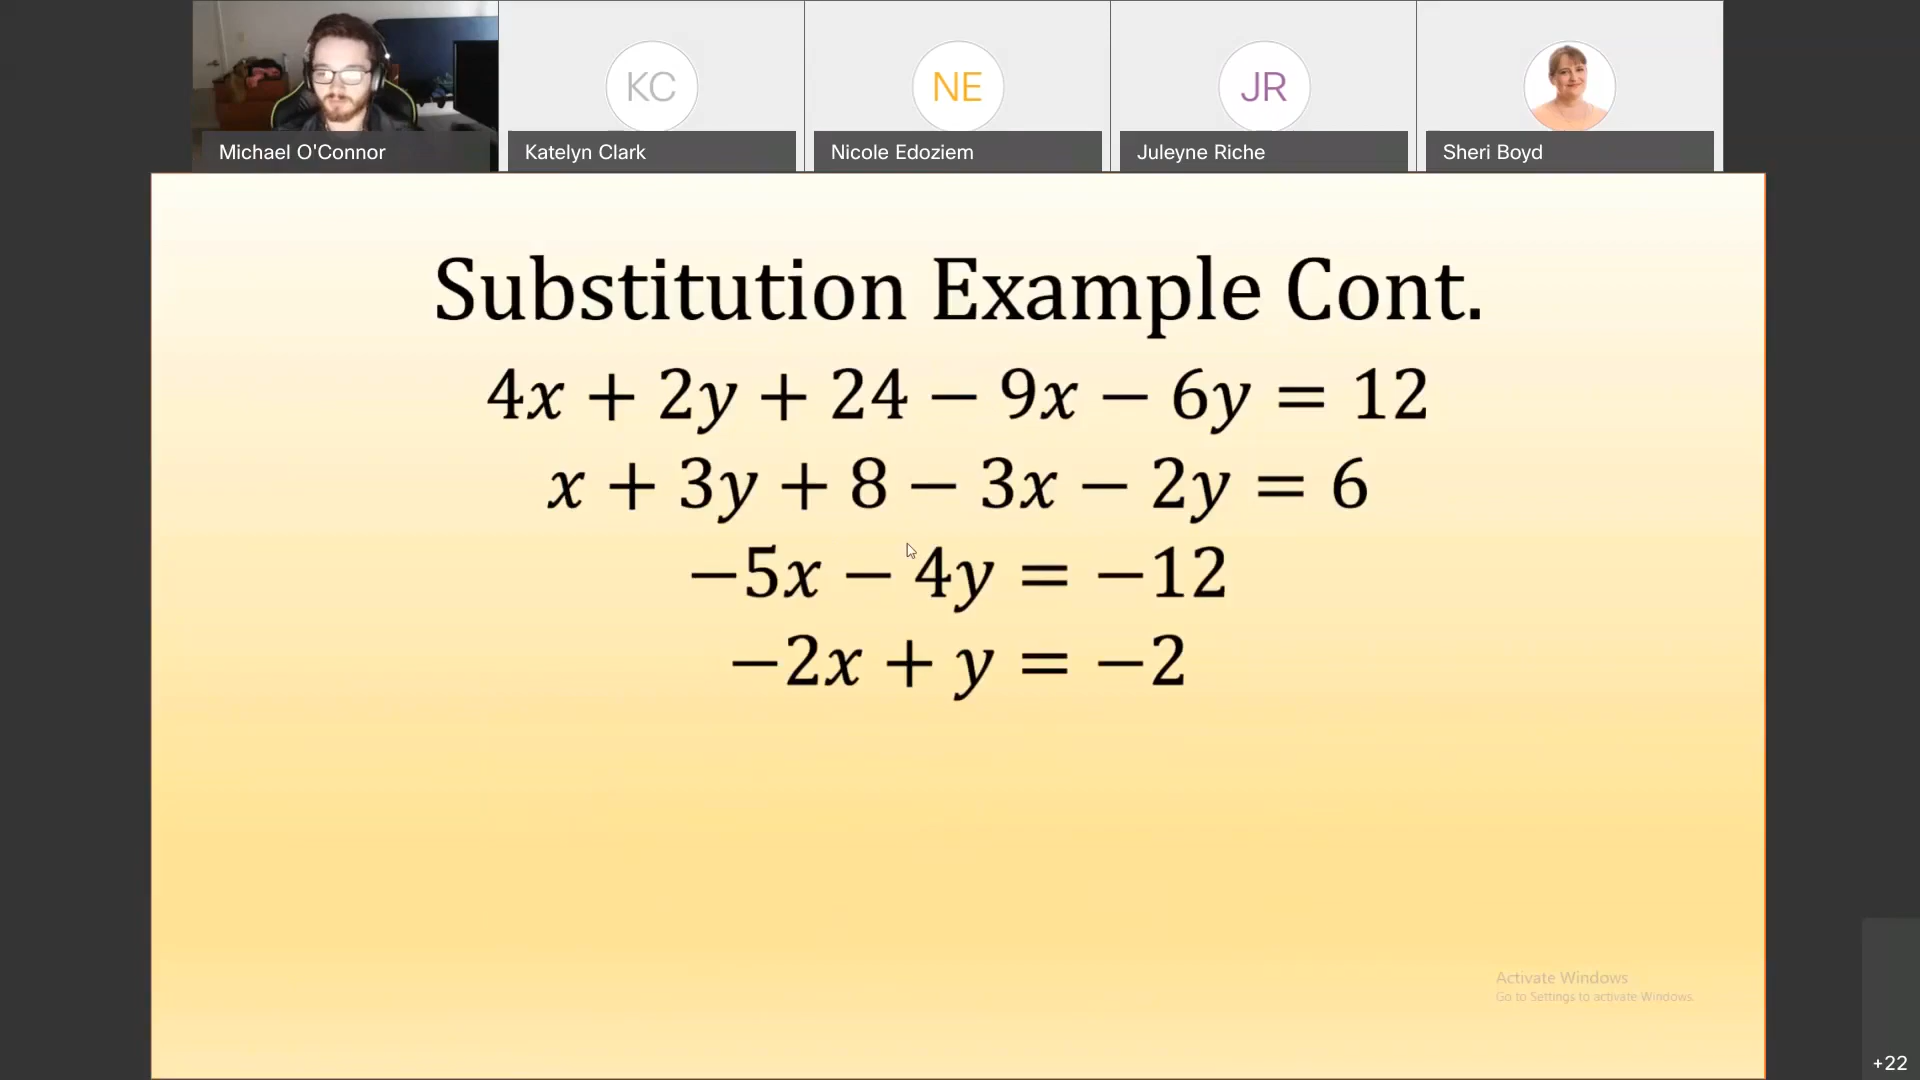 KC
NE
JR
Michael O'Connor
Katelyn Clark
Nicole Edoziem
Juleyne Riche
Sheri Boyd
Substitution Example Cont.
4x + 2y + 24 − 9x − 6y = 12
x + 3y + 8 − 3x − 2y = 6
−5x − 4y = −12
−2x + y = −2
Activate Windows
Go to Settings to activate Windows.
+22